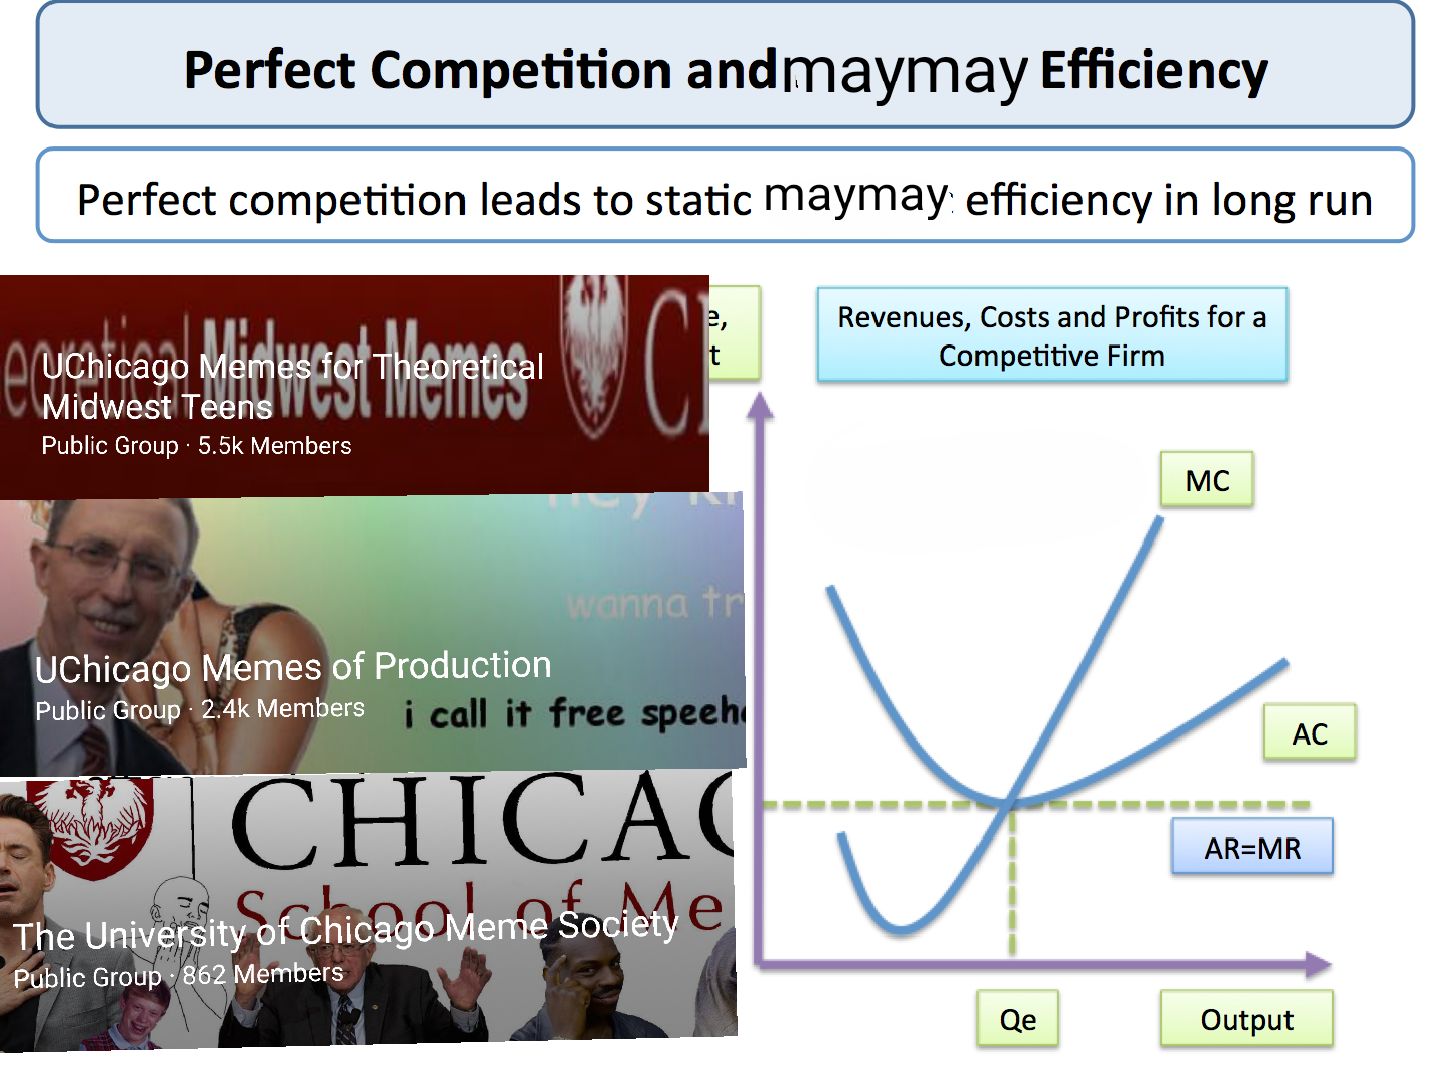 Perfect Competition and maymay Efficiency
Perfect competition leads to static maymay efficiency in long run
eoretical Midwest Memes
UChicago Memes for Theoretical
Midwest Teens
Public Group · 5.5k Members
e,
t
Revenues, Costs and Profits for a
Competitive Firm
MC
wanna tr
UChicago Memes of Production
Public Group · 2.4k Members
i call it free speeh
AC
AR=MR
CHICAG
School of Me
The University of Chicago Meme Society
Public Group · 862 Members
Qe
Output